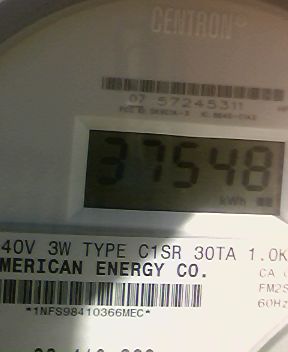 CENTRON®
07 57245311
37548
kWh
40V 3W TYPE C1SR 30TA 1.0K
MERICAN ENERGY CO.
CA
FM2S
60Hz
*1NFS98410366MEC*